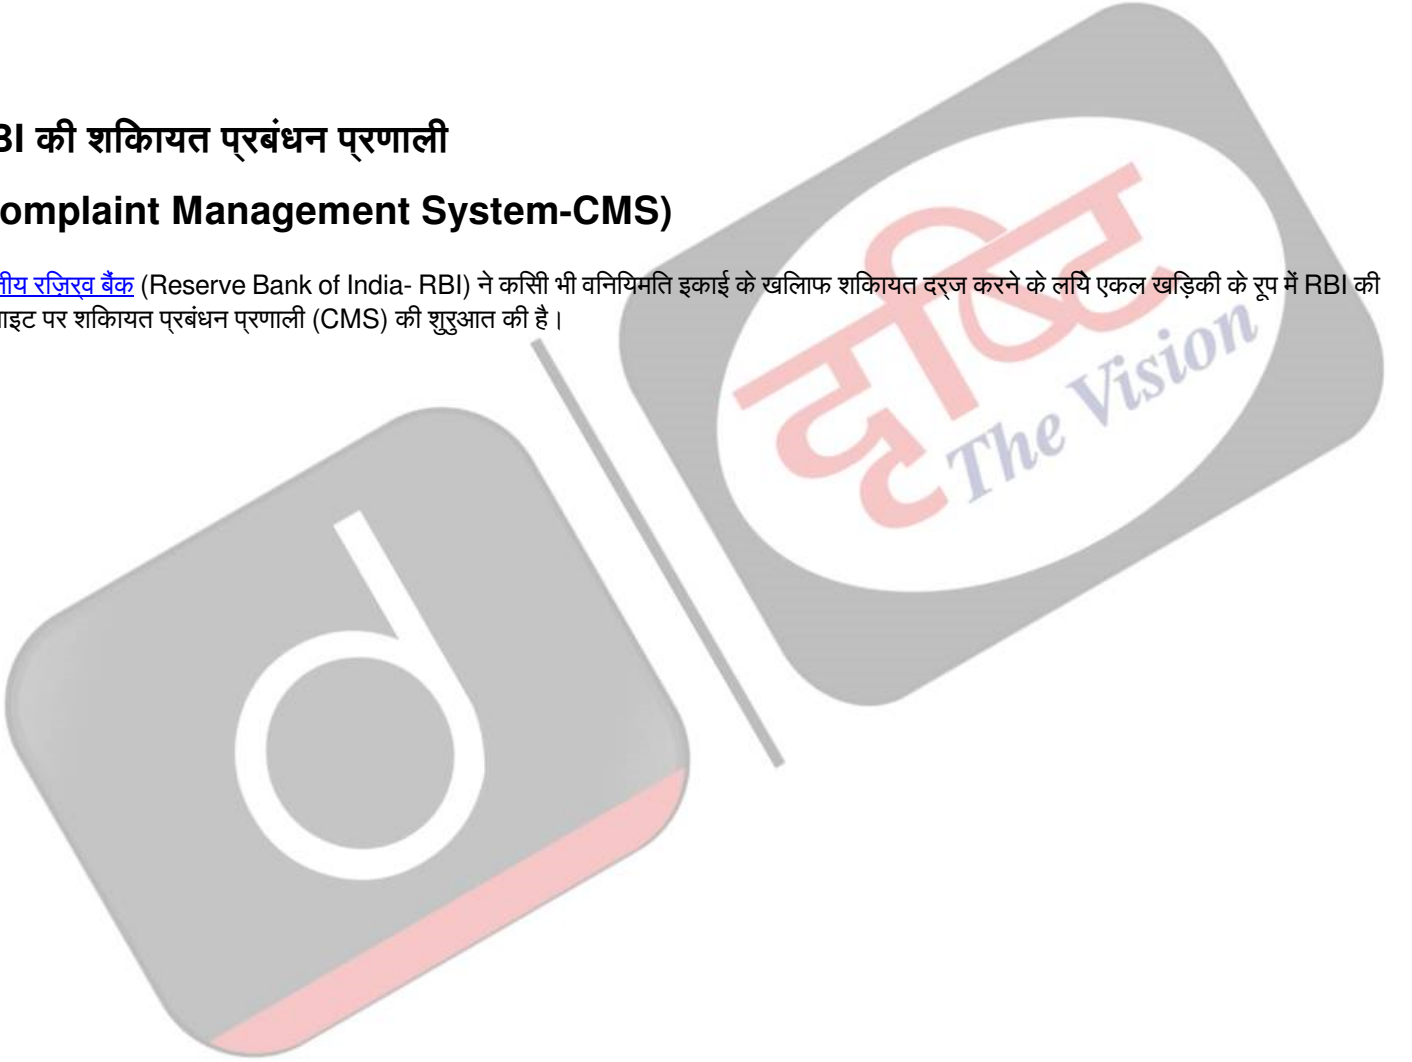 BI की शिकायत प्रबंधन प्रणाली
omplaint Management System-CMS)
तीय रिज़र्व बैंक (Reserve Bank of India- RBI) ने किसी भी विनियमित इकाई के खिलाफ शिकायत दर्ज करने के लिये एकल खिड़की के रूप में RBI की
ाइट पर शिकायत प्रबंधन प्रणाली (CMS) की शुरुआत की है।
दृष्टि
The Vision
d